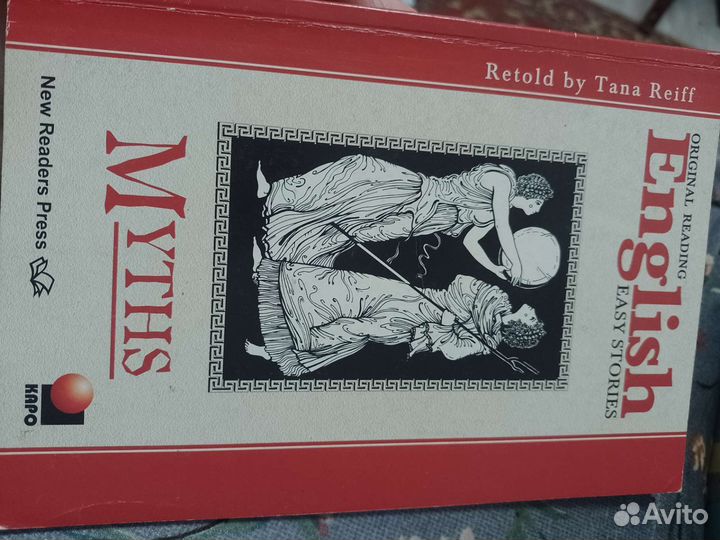 Retold by Tana Reiff
ORIGINAL READING
English
EASY STORIES
MYTHS
New Readers Press
КАРО
Avito